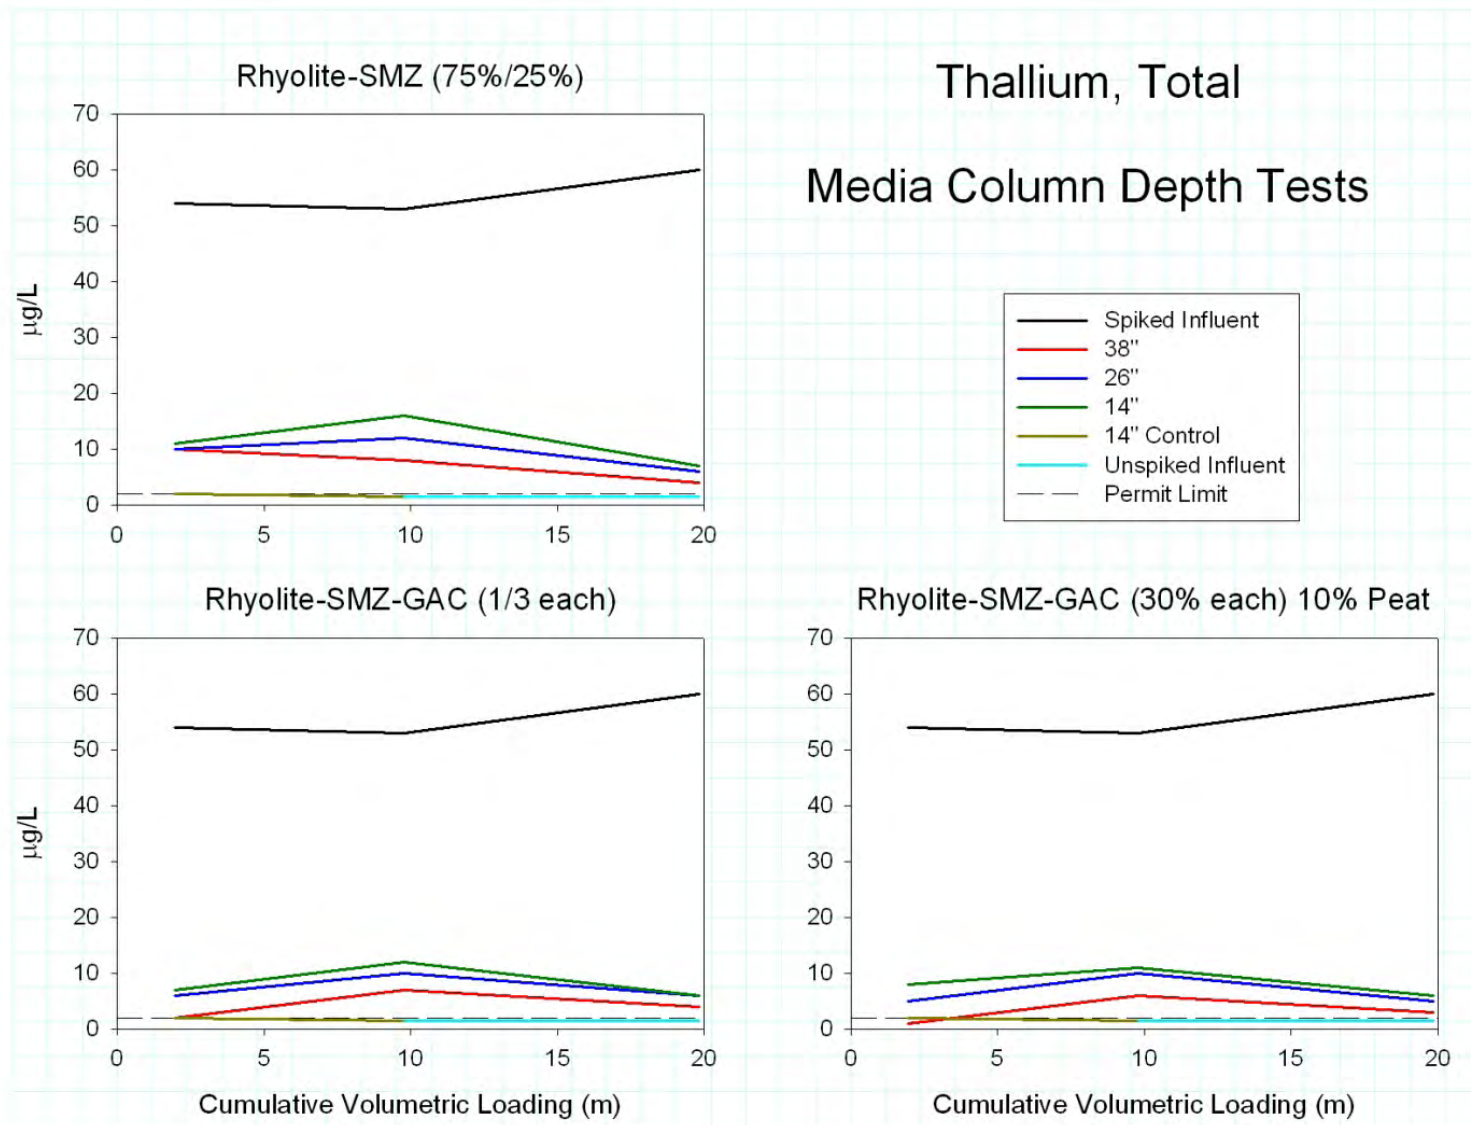 Rhyolite-SMZ (75%/25%)
70
60
50
40
30
20
10
0
µg/L
0 5 10 15 20
Thallium, Total
Media Column Depth Tests
Spiked Influent
38"
26"
14"
14" Control
Unspiked Influent
Permit Limit
Rhyolite-SMZ-GAC (1/3 each)
70
60
50
40
30
20
10
0
µg/L
0 5 10 15 20
Cumulative Volumetric Loading (m)
Rhyolite-SMZ-GAC (30% each) 10% Peat
70
60
50
40
30
20
10
0
0 5 10 15 20
Cumulative Volumetric Loading (m)